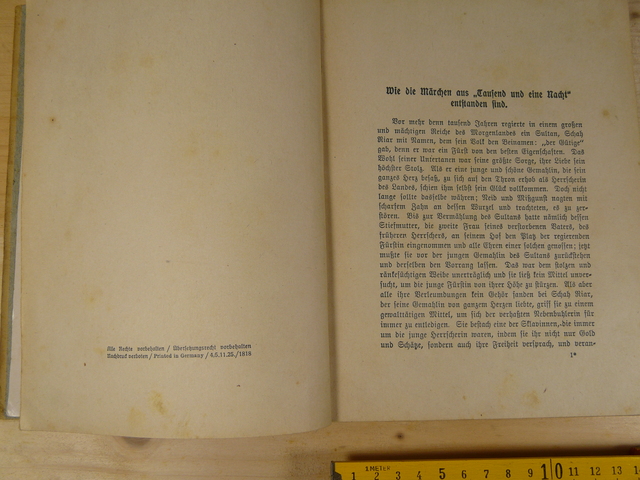 Alle Rechte vorbehalten / Übersetzungsrecht vorbehalten
Nachdruck verboten / Printed in Germany / 4.5.11.25./1819
Wie die Märchen aus „Tausend und eine Nacht“
entstanden sind.
Vor mehr denn tausend Jahren regierte in einem großen
und mächtigen Reiche des Morgenlandes ein Sultan, Schah
Riar mit Namen, dem sein Volk den Beinamen: „der Gütige“
gab, denn er war ein Fürst von den besten Eigenschaften. Das
Wohl seiner Untertanen war seine größte Sorge, ihre Liebe sein
höchster Stolz. Als er eine junge und schöne Gemahlin, die sein
ganzes Herz besaß, zu sich auf den Thron erhob als Herrscherin
des Landes, schien ihm selbst sein Glück vollkommen. Doch nicht
lange sollte dasselbe währen; Neid und Mißgunst nagten mit
scharfem Zahn an dessen Wurzel und trachteten, es zu zer-
stören. Bis zur Vermählung des Sultans hatte nämlich dessen
Stiefmutter, die zweite Frau seines verstorbenen Vaters, des
früheren Herrschers, an seinem Hof den Platz der regierenden
Fürstin eingenommen und alle Ehren einer solchen genossen; jetzt
mußte sie vor der jungen Gemahlin des Sultans zurückstehen
und derselben den Vorrang lassen. Das war dem stolzen und
ränkesüchtigen Weibe unerträglich und sie ließ kein Mittel unver-
sucht, um die junge Fürstin von ihrer Höhe zu stürzen. Als aber
alle ihre Verleumdungen kein Gehör fanden bei Schah Riar,
der seine Gemahlin von ganzem Herzen liebte, griff sie zu einem
gewalttätigen Mittel, um sich der verhaßten Nebenbuhlerin für
immer zu entledigen. Sie bestach eine der Sklavinnen, die immer
um die junge Herrscherin waren, indem sie ihr nicht nur Gold
und Schätze, sondern auch ihre Freiheit versprach, und veran-
1*
1 METER
1 2 3 4 5 6 7 8 9 10 11 12 13